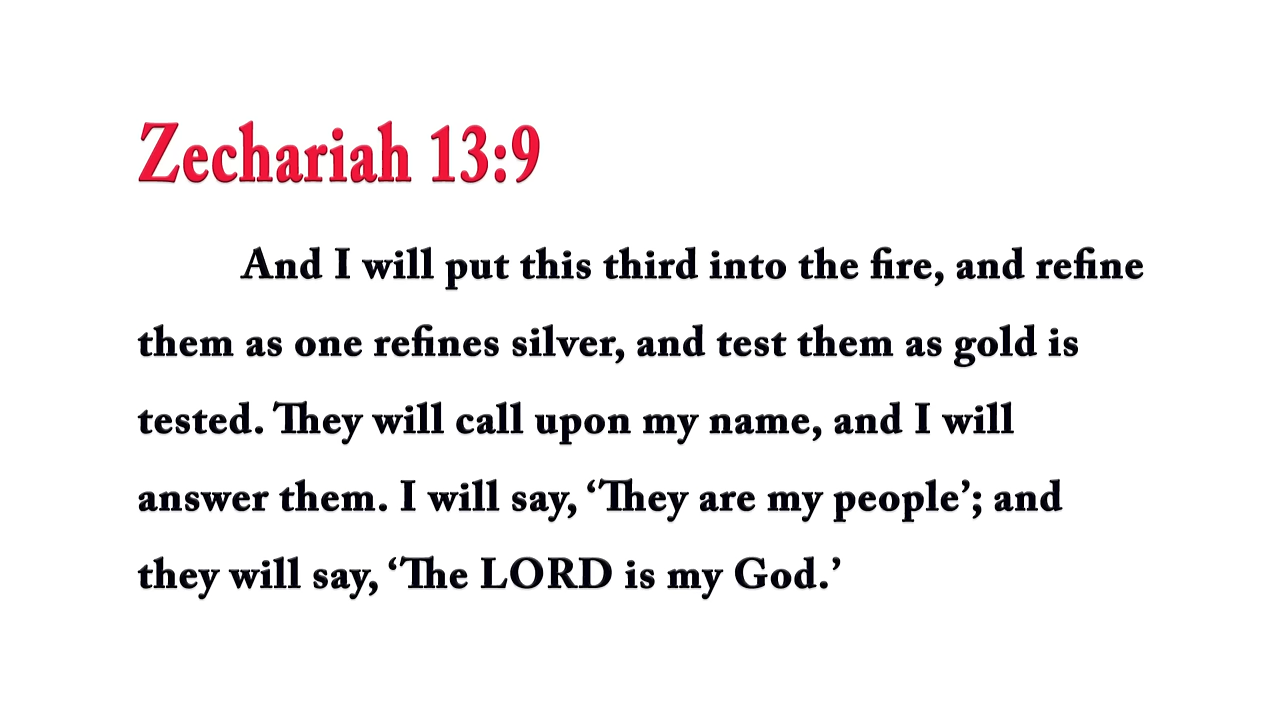 Zechariah 13:9
And I will put this third into the fire, and refine
them as one refines silver, and test them as gold is
tested. They will call upon my name, and I will
answer them. I will say, ‘They are my people’; and
they will say, ‘The LORD is my God.’